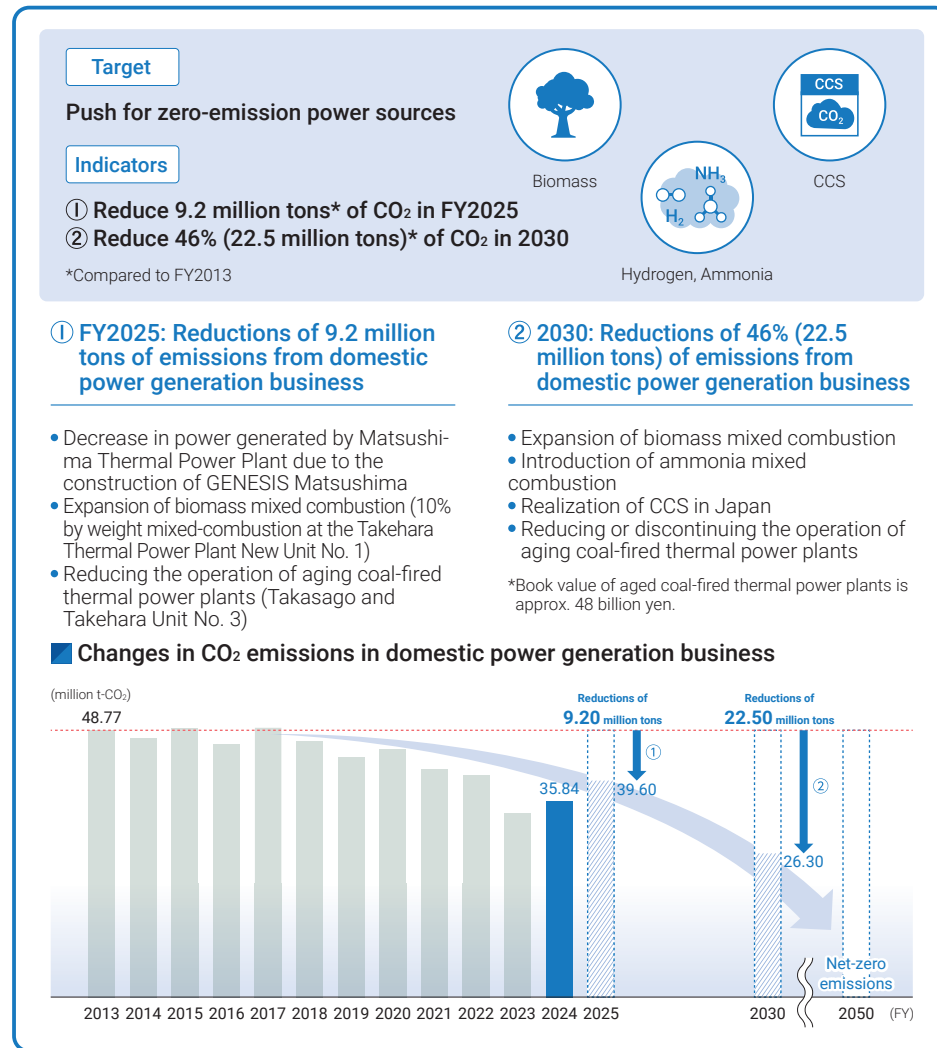 Target
Push for zero-emission power sources
Indicators
① Reduce 9.2 million tons* of CO₂ in FY2025
② Reduce 46% (22.5 million tons)* of CO₂ in 2030
*Compared to FY2013
Biomass
H₂
NH₃
Hydrogen, Ammonia
CCS
CO₂
CCS
① FY2025: Reductions of 9.2 million
tons of emissions from domestic
power generation business
• Decrease in power generated by Matsushi-
ma Thermal Power Plant due to the
construction of GENESIS Matsushima
• Expansion of biomass mixed combustion (10%
by weight mixed-combustion at the Takehara
Thermal Power Plant New Unit No. 1)
• Reducing the operation of aging coal-fired
thermal power plants (Takasago and
Takehara Unit No. 3)
② 2030: Reductions of 46% (22.5
million tons) of emissions from
domestic power generation business
• Expansion of biomass mixed combustion
• Introduction of ammonia mixed
combustion
• Realization of CCS in Japan
• Reducing or discontinuing the operation of
aging coal-fired thermal power plants
*Book value of aged coal-fired thermal power plants is
approx. 48 billion yen.
Changes in CO₂ emissions in domestic power generation business
(million t-CO₂)
48.77
35.84
Reductions of
9.20 million tons
①
39.60
Reductions of
22.50 million tons
②
26.30
Net-zero
emissions
2013 2014 2015 2016 2017 2018 2019 2020 2021 2022 2023 2024 2025 2030 2050 (FY)